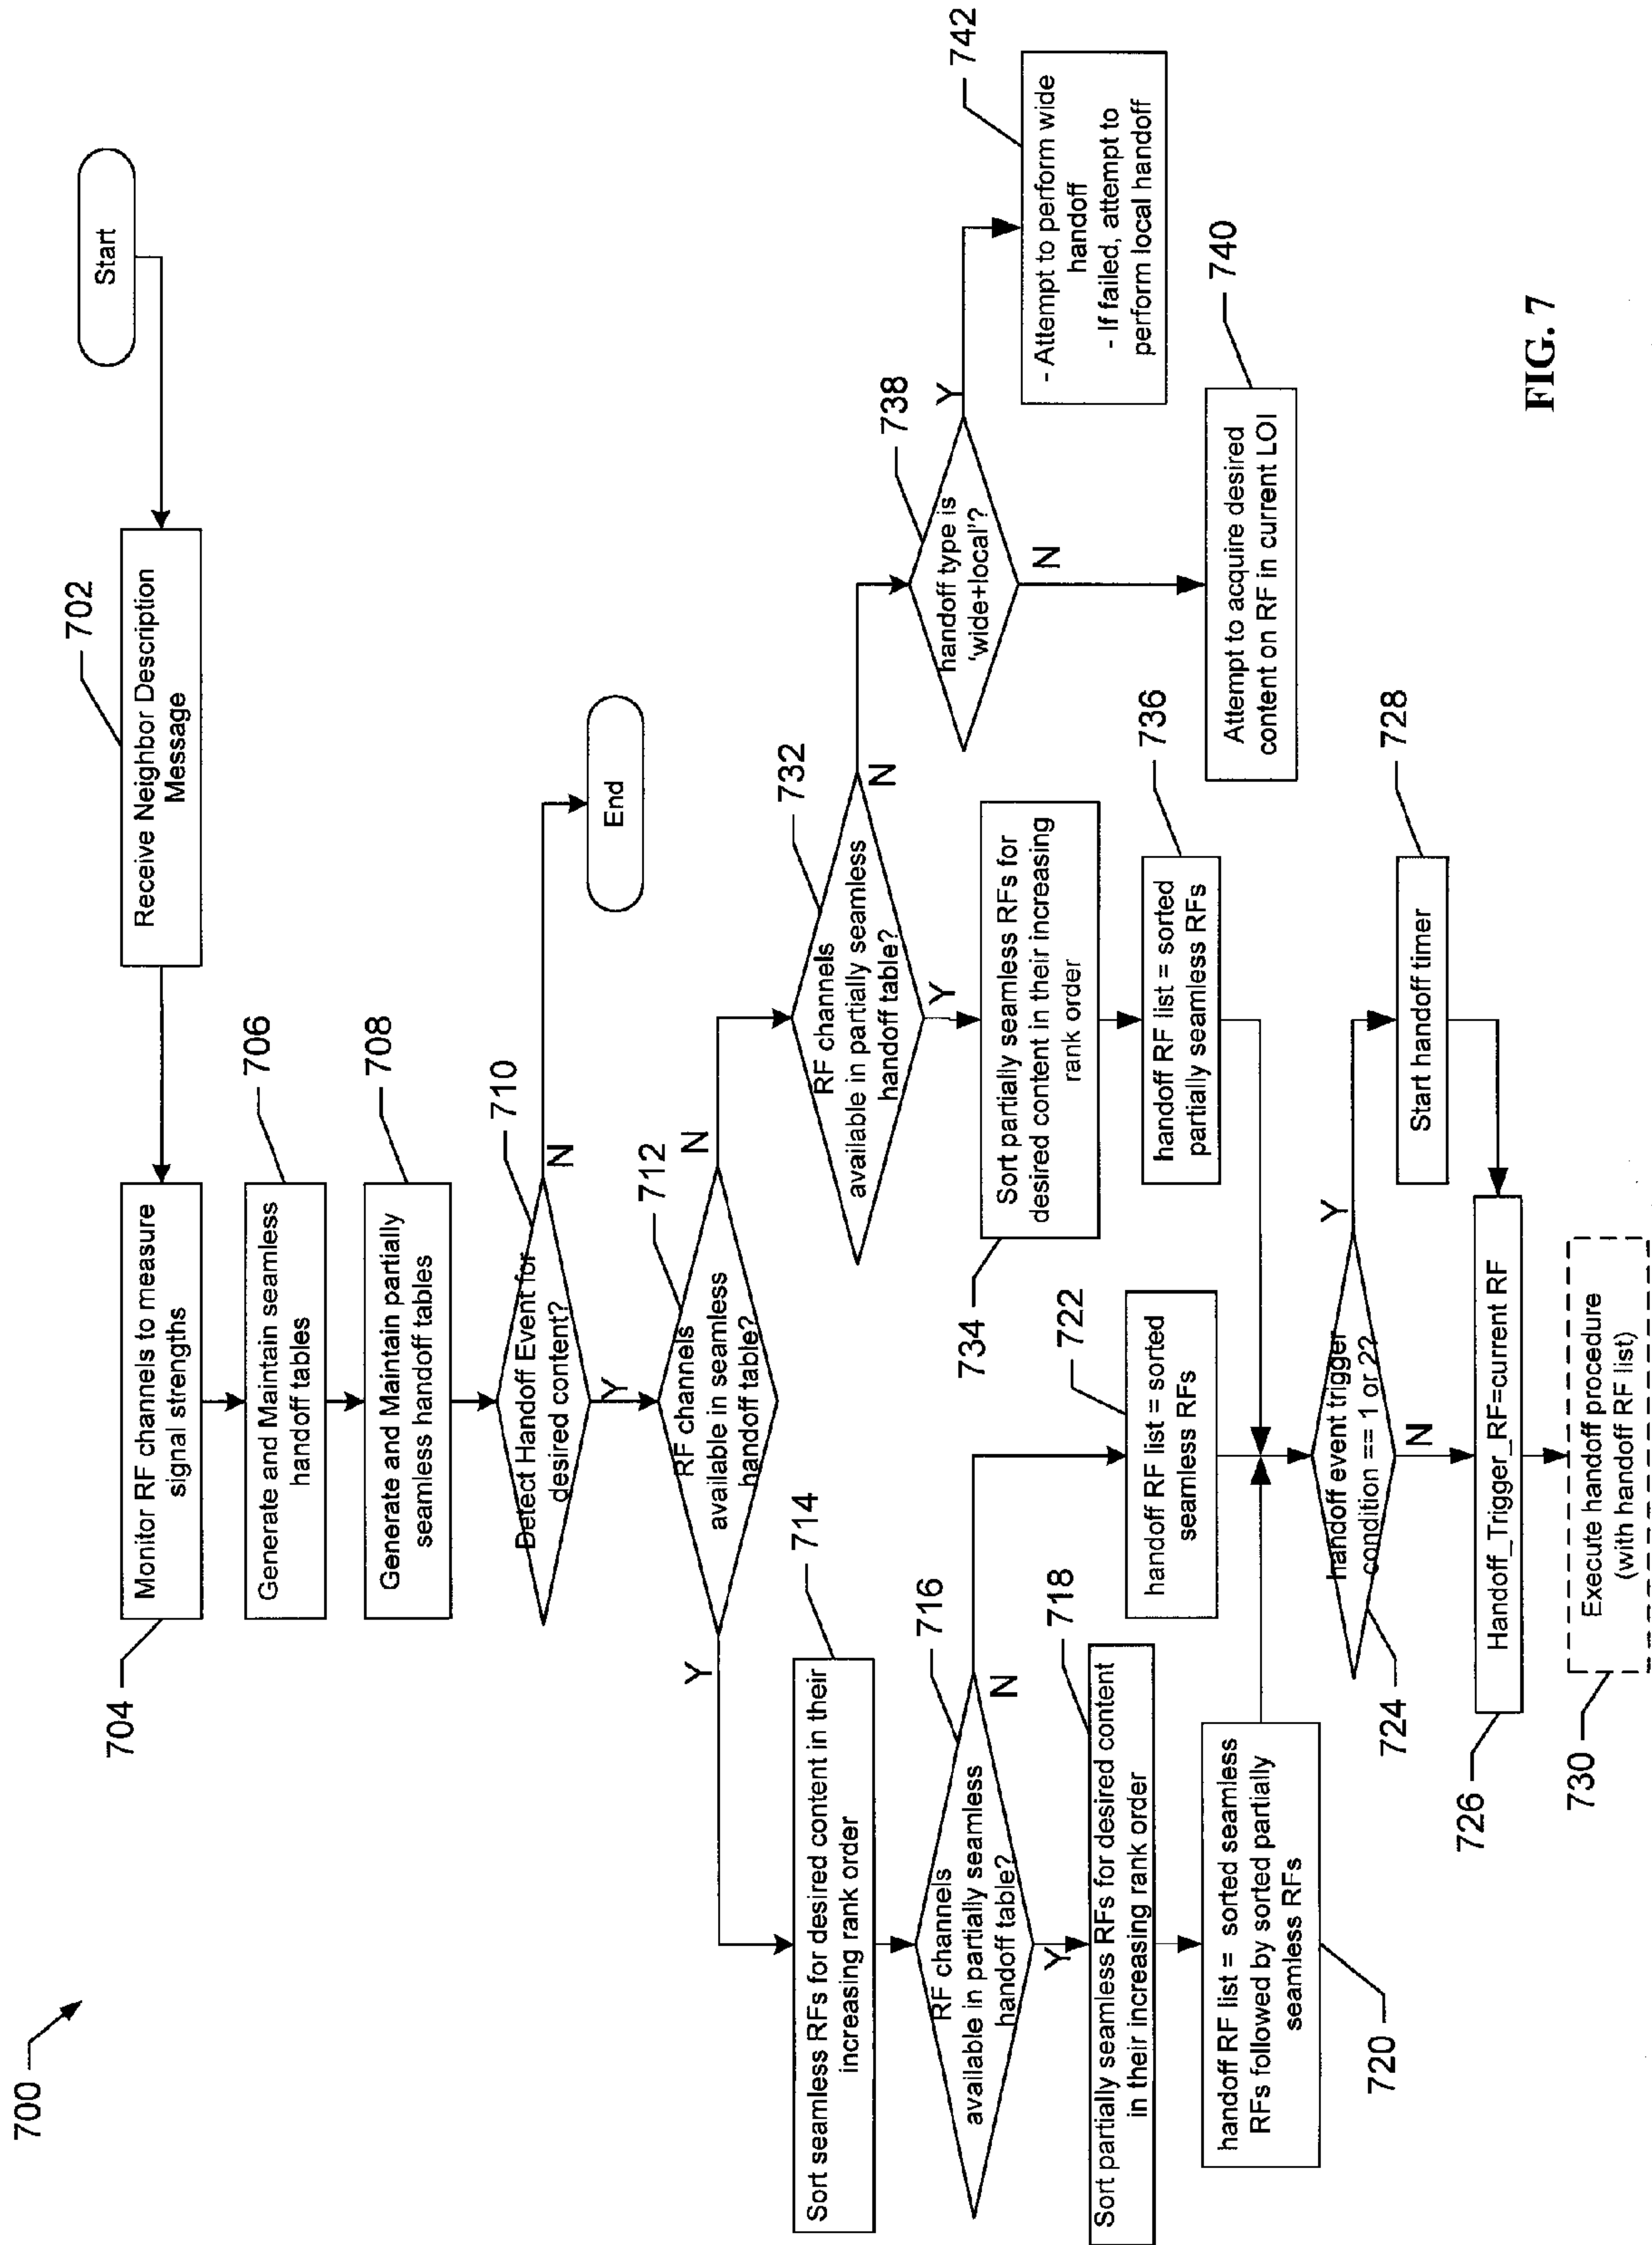 700
Start
702
Receive Neighbor Description
Message
704
Monitor RF channels to measure
signal strengths
706
Generate and Maintain seamless
handoff tables
708
Generate and Maintain partially
seamless handoff tables
710
Detect Handoff Event for
desired content?
N
End
Y
712
RF channels
available in seamless
handoff table?
Y
N
714
Sort seamless RFs for desired content in their
increasing rank order
716
RF channels
available in partially seamless
handoff table?
Y
N
718
Sort partially seamless RFs for desired content
in their increasing rank order
handoff RF list = sorted seamless
RFs followed by sorted partially
seamless RFs
720
722
handoff RF list = sorted
seamless RFs
732
RF channels
available in partially seamless
handoff table?
N
Y
734
Sort partially seamless RFs for
desired content in their increasing
rank order
736
handoff RF list = sorted
partially seamless RFs
738
handoff type is
'wide+local'?
Y
N
742
- Attempt to perform wide
handoff
- If failed, attempt to
perform local handoff
740
Attempt to acquire desired
content on RF in current LOI
724
handoff event trigger
condition == 1 or 2?
Y
N
728
Start handoff timer
726
Handoff_Trigger_RF=current RF
730
Execute handoff procedure
(with handoff RF list)
FIG. 7